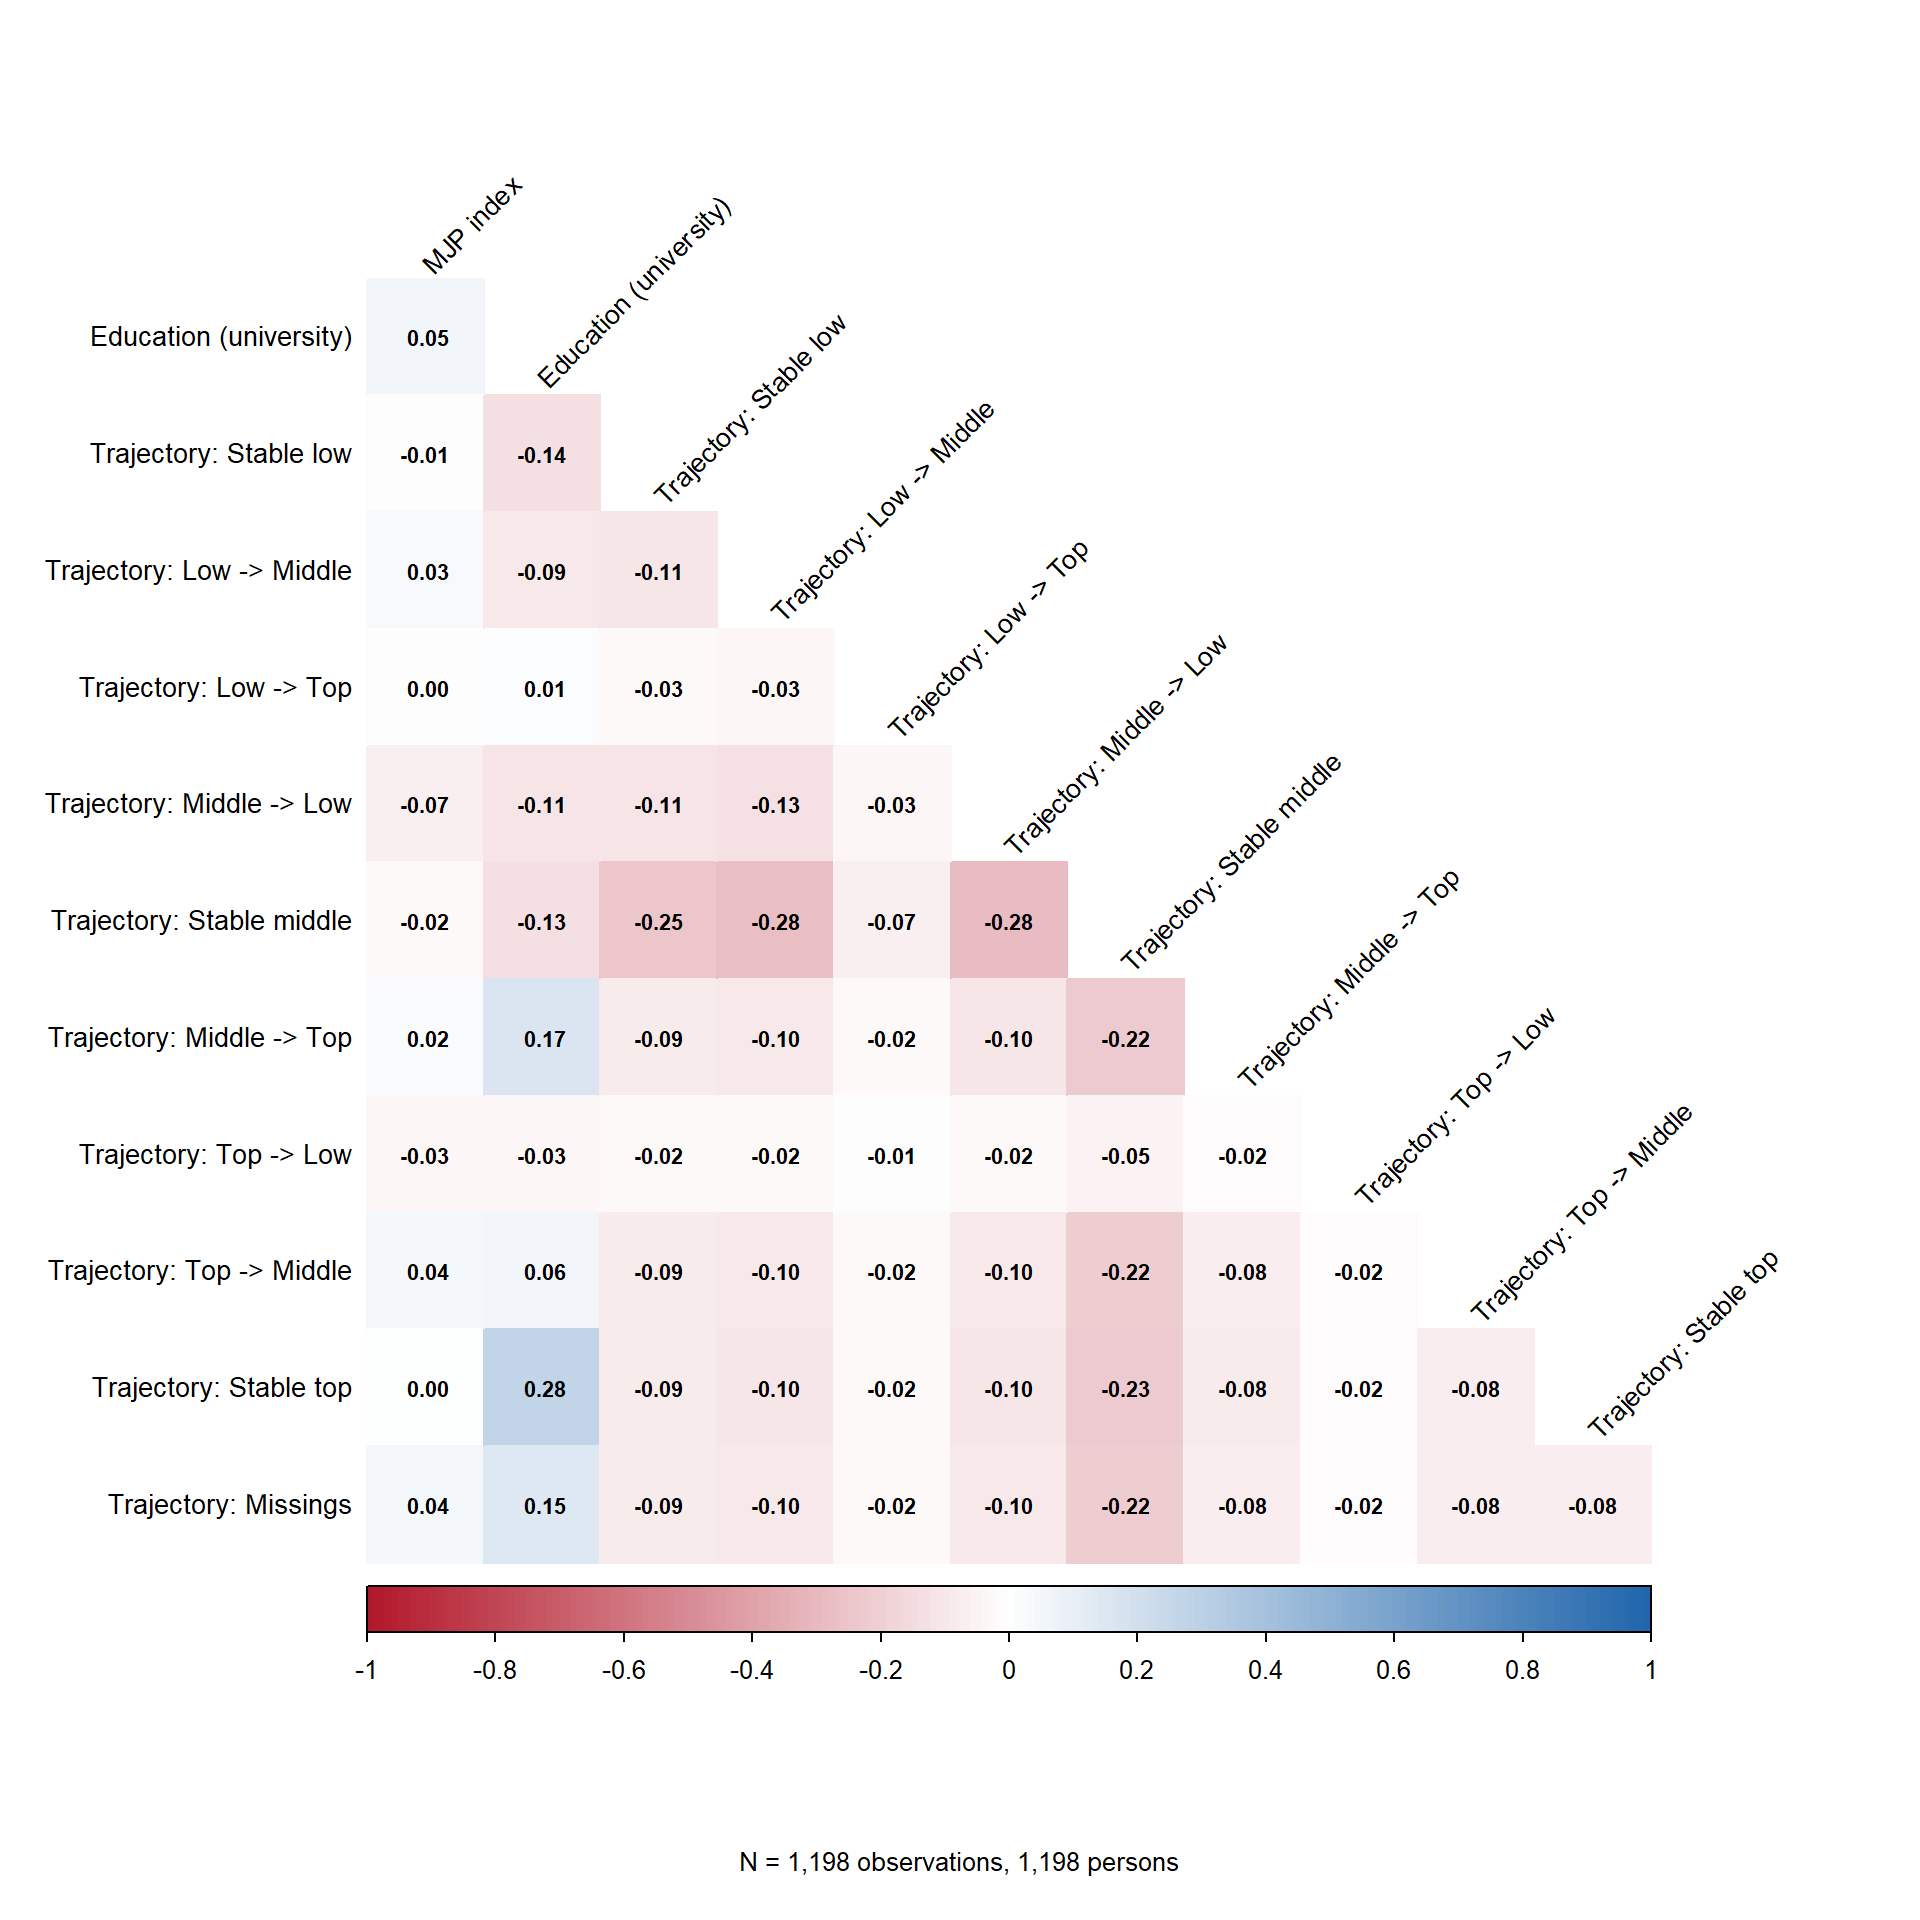 MJP index
Education (university)
Trajectory: Stable low
Trajectory: Low -> Middle
Trajectory: Low -> Top
Trajectory: Middle -> Low
Trajectory: Stable middle
Trajectory: Middle -> Top
Trajectory: Top -> Low
Trajectory: Top -> Middle
Trajectory: Stable top
Education (university) 0.05
Trajectory: Stable low -0.01 -0.14
Trajectory: Low -> Middle 0.03 -0.09 -0.11
Trajectory: Low -> Top 0.00 0.01 -0.03 -0.03
Trajectory: Middle -> Low -0.07 -0.11 -0.11 -0.13 -0.03
Trajectory: Stable middle -0.02 -0.13 -0.25 -0.28 -0.07 -0.28
Trajectory: Middle -> Top 0.02 0.17 -0.09 -0.10 -0.02 -0.10 -0.22
Trajectory: Top -> Low -0.03 -0.03 -0.02 -0.02 -0.01 -0.02 -0.05 -0.02
Trajectory: Top -> Middle 0.04 0.06 -0.09 -0.10 -0.02 -0.10 -0.22 -0.08 -0.02
Trajectory: Stable top 0.00 0.28 -0.09 -0.10 -0.02 -0.10 -0.23 -0.08 -0.02 -0.08
Trajectory: Missings 0.04 0.15 -0.09 -0.10 -0.02 -0.10 -0.22 -0.08 -0.02 -0.08 -0.08
-1 -0.8 -0.6 -0.4 -0.2 0 0.2 0.4 0.6 0.8 1
N = 1,198 observations, 1,198 persons